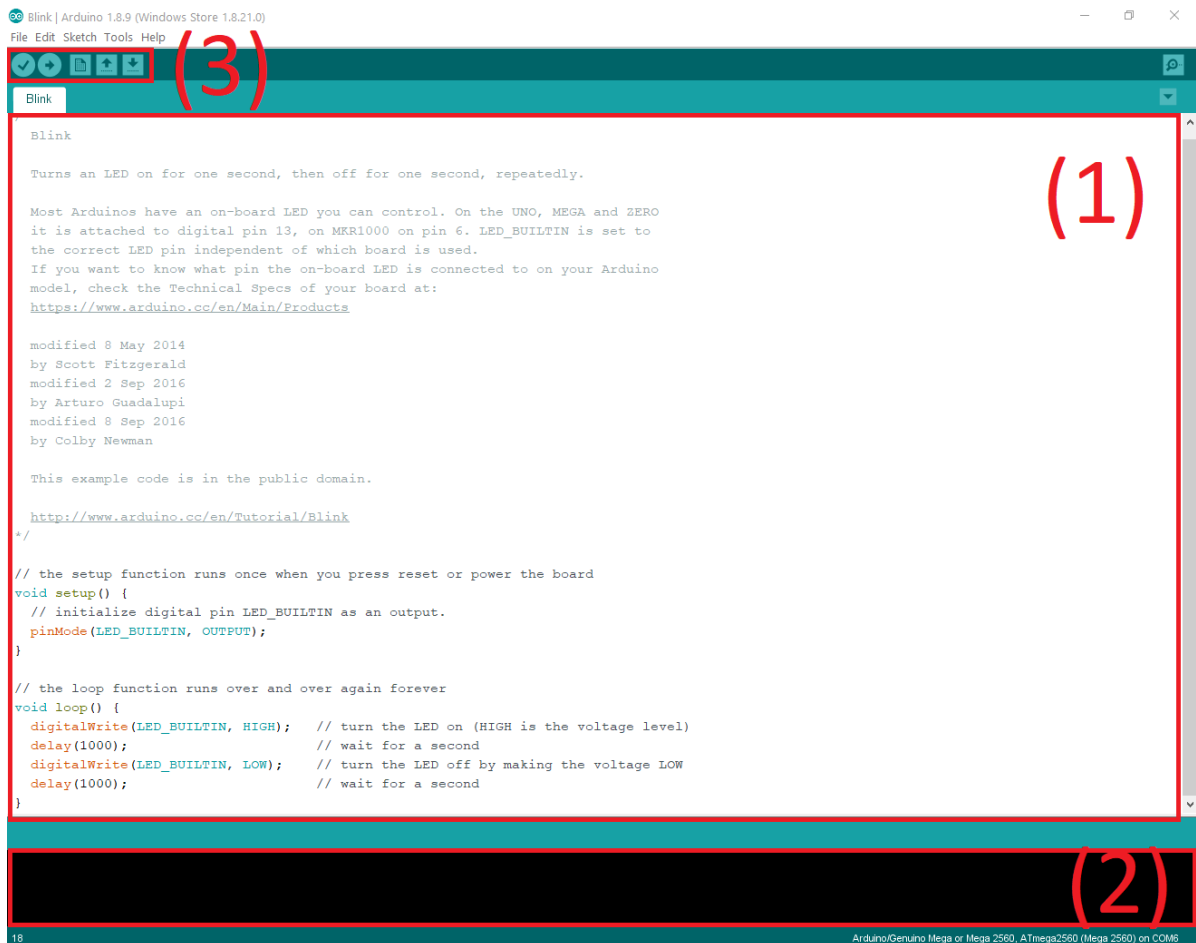 Blink | Arduino 1.8.9 (Windows Store 1.8.21.0)
File Edit Sketch Tools Help
(3)
Blink
(1)
Blink
Turns an LED on for one second, then off for one second, repeatedly.
Most Arduinos have an on-board LED you can control. On the UNO, MEGA and ZERO
it is attached to digital pin 13, on MKR1000 on pin 6. LED_BUILTIN is set to
the correct LED pin independent of which board is used.
If you want to know what pin the on-board LED is connected to on your Arduino
model, check the Technical Specs of your board at:
https://www.arduino.cc/en/Main/Products
modified 8 May 2014
by Scott Fitzgerald
modified 2 Sep 2016
by Arturo Guadalupi
modified 8 Sep 2016
by Colby Newman
This example code is in the public domain.
http://www.arduino.cc/en/Tutorial/Blink
*/
// the setup function runs once when you press reset or power the board
void setup() {
// initialize digital pin LED_BUILTIN as an output.
pinMode(LED_BUILTIN, OUTPUT);
}
// the loop function runs over and over again forever
void loop() {
digitalWrite(LED_BUILTIN, HIGH);   // turn the LED on (HIGH is the voltage level)
delay(1000);                       // wait for a second
digitalWrite(LED_BUILTIN, LOW);    // turn the LED off by making the voltage LOW
delay(1000);                       // wait for a second
}
(2)
18 Arduino/Genuino Mega or Mega 2560, ATmega2560 (Mega 2560) on COM6